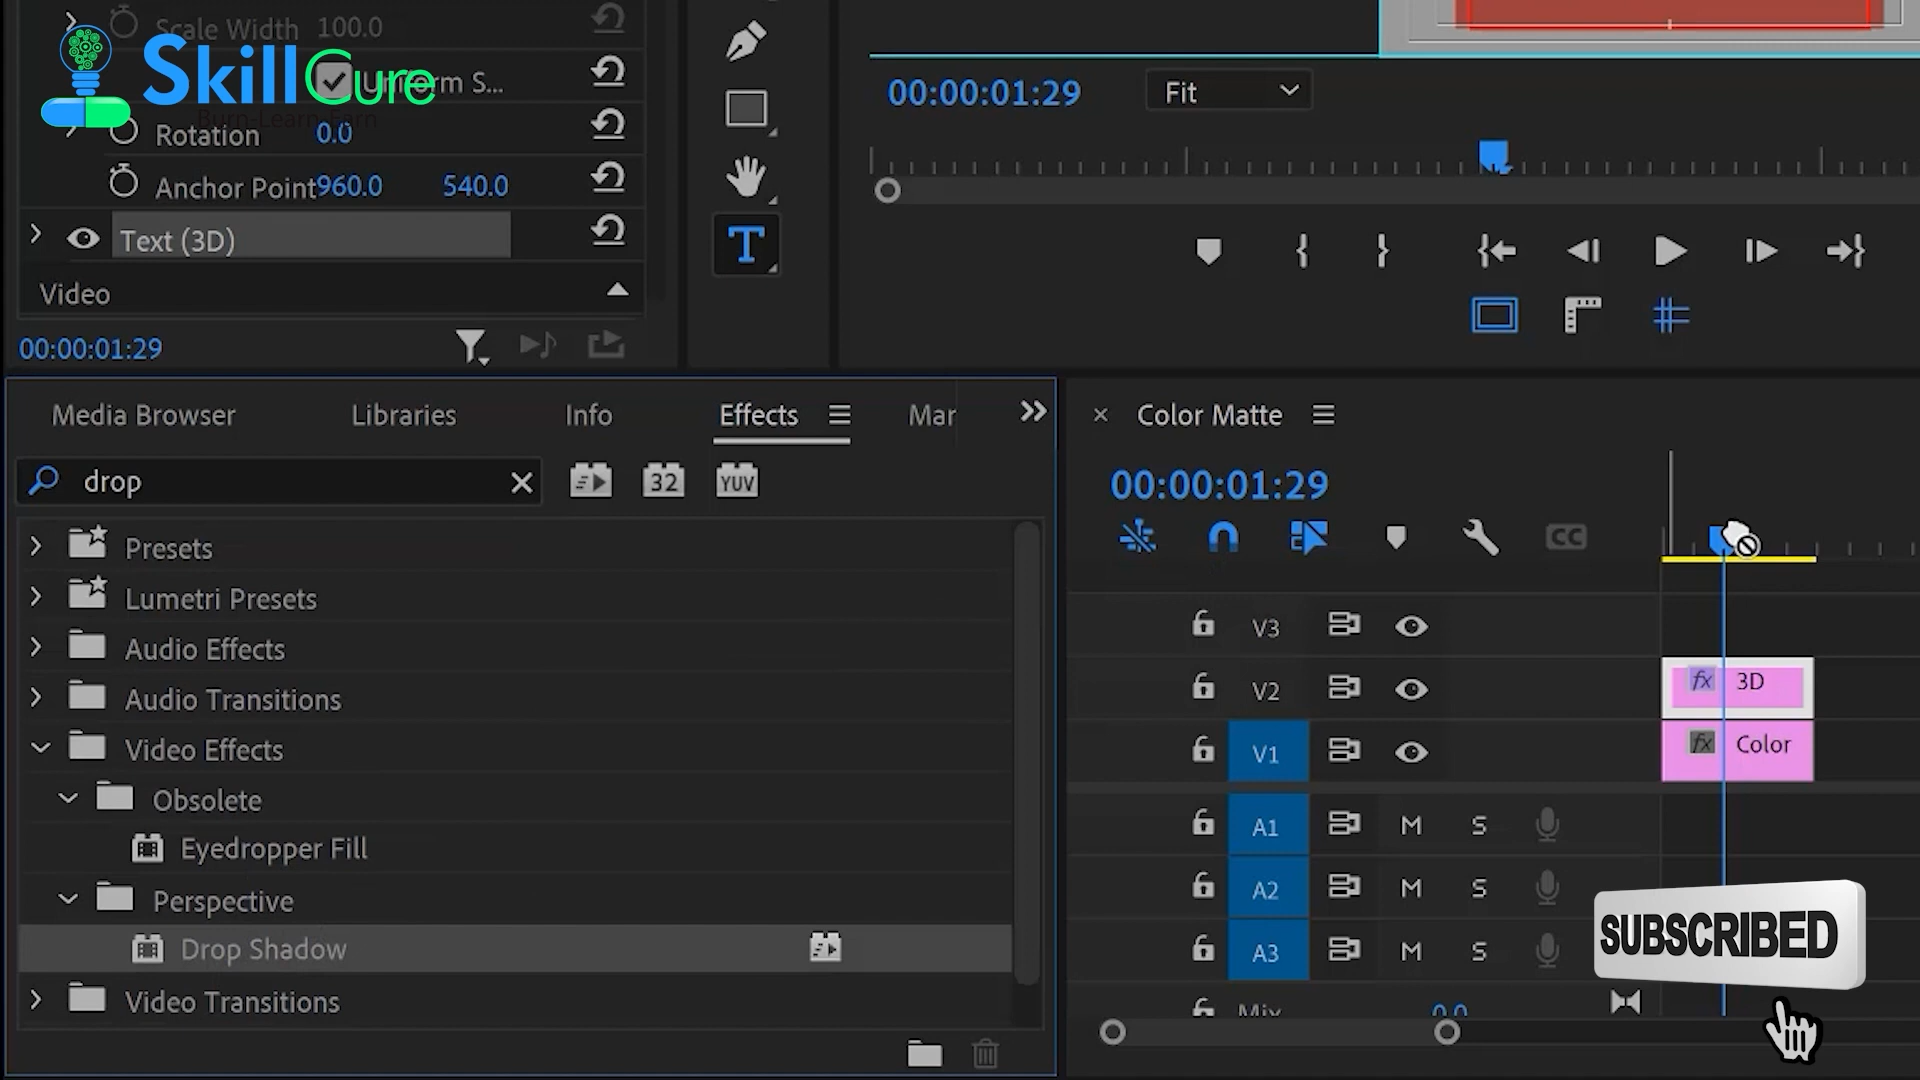 Scale Width 100.0
SkillCure
Uniform S...
Burn-Learn-Earn
Rotation 0.0
Anchor Point 960.0 540.0
Text (3D)
Video
00:00:01:29
T
00:00:01:29 Fit
Media Browser Libraries Info Effects Mar
drop
32 YUV
Presets
Lumetri Presets
Audio Effects
Audio Transitions
Video Effects
Obsolete
Eyedropper Fill
Perspective
Drop Shadow
Video Transitions
Color Matte
00:00:01:29
CC
V3
V2 fx 3D
V1 fx Color
A1 M S
A2 M S
A3 M S
Mix 0.0
SUBSCRIBED